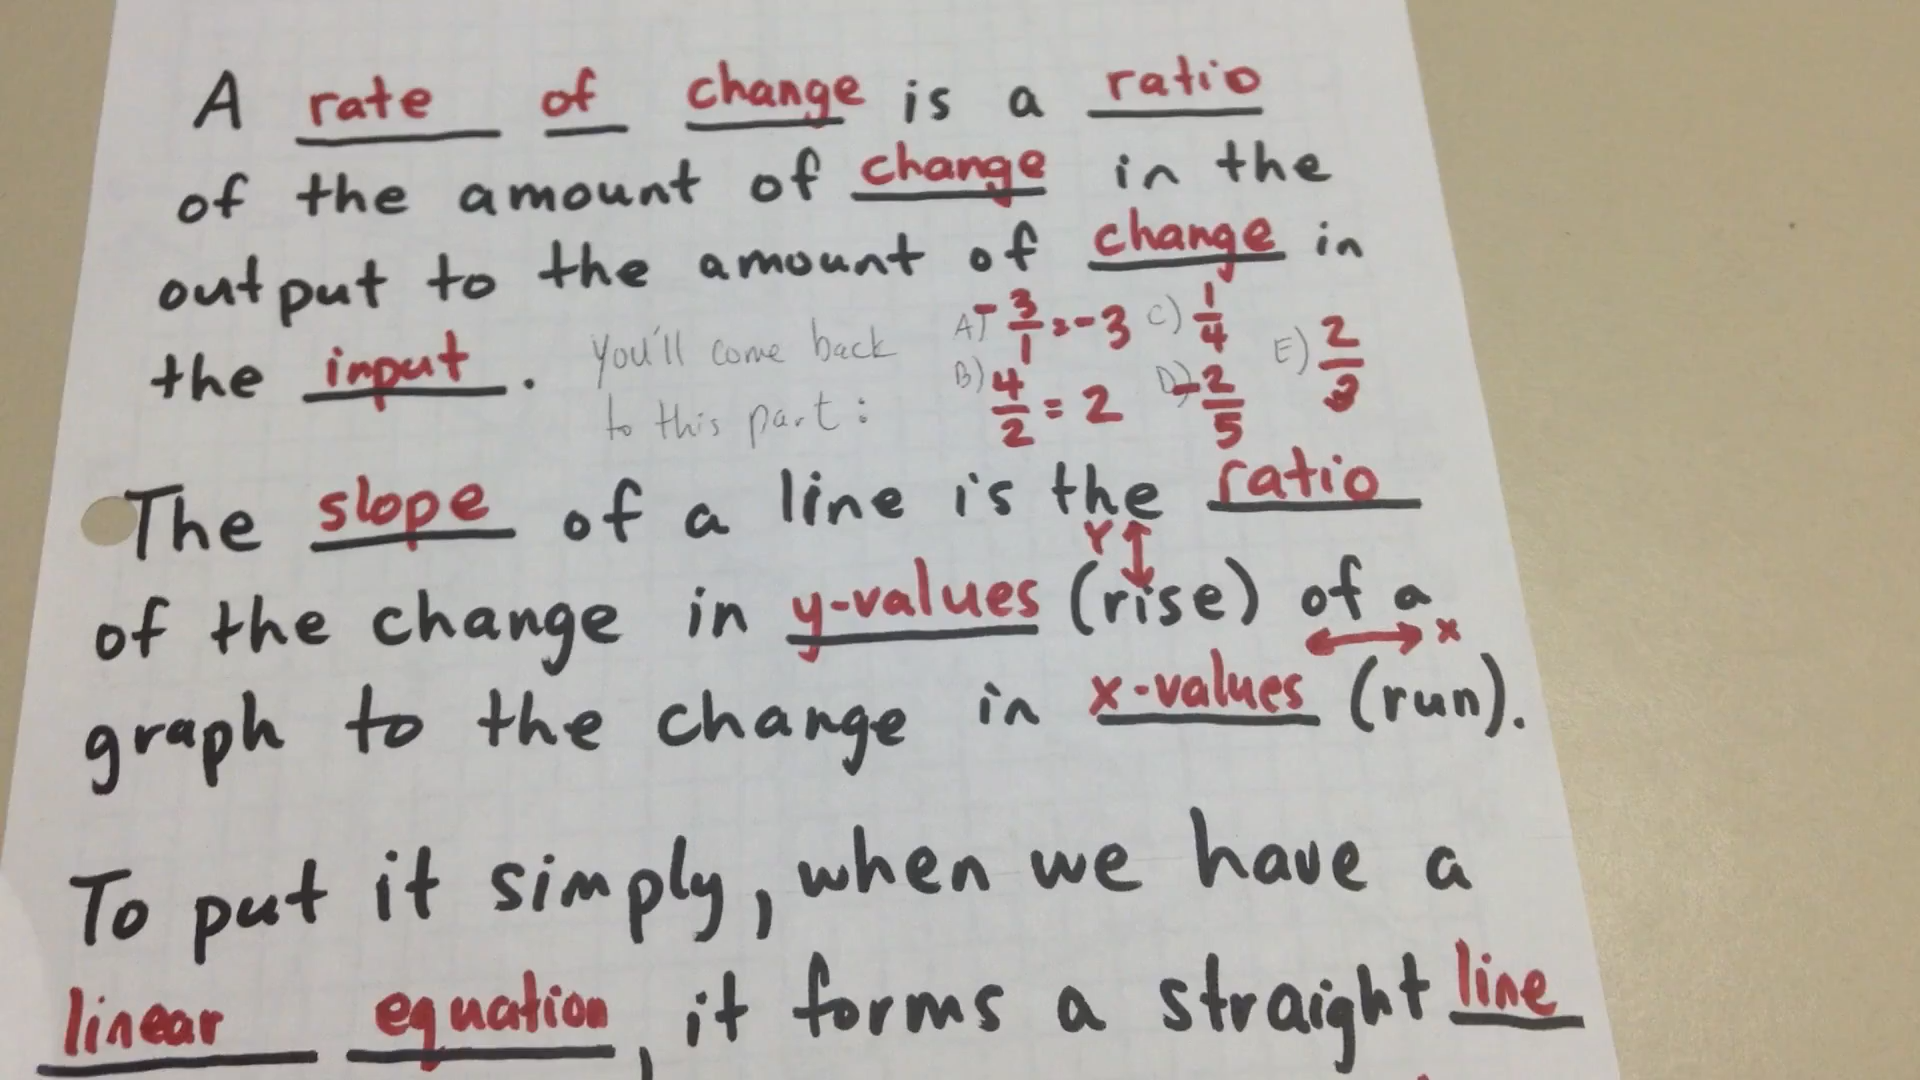 A rate of change is a ratio
of the amount of change in the
output to the amount of change in
the input.
You'll come back
to this part:
A) -3/1 = -3
B) 4/2 = 2
C) 1/4
D) -2/5
E) 2/3
The slope of a line is the ratio
Y
of the change in y-values (rise) of a
x
graph to the change in x-values (run).
To put it simply, when we have a
linear equation, it forms a straight line